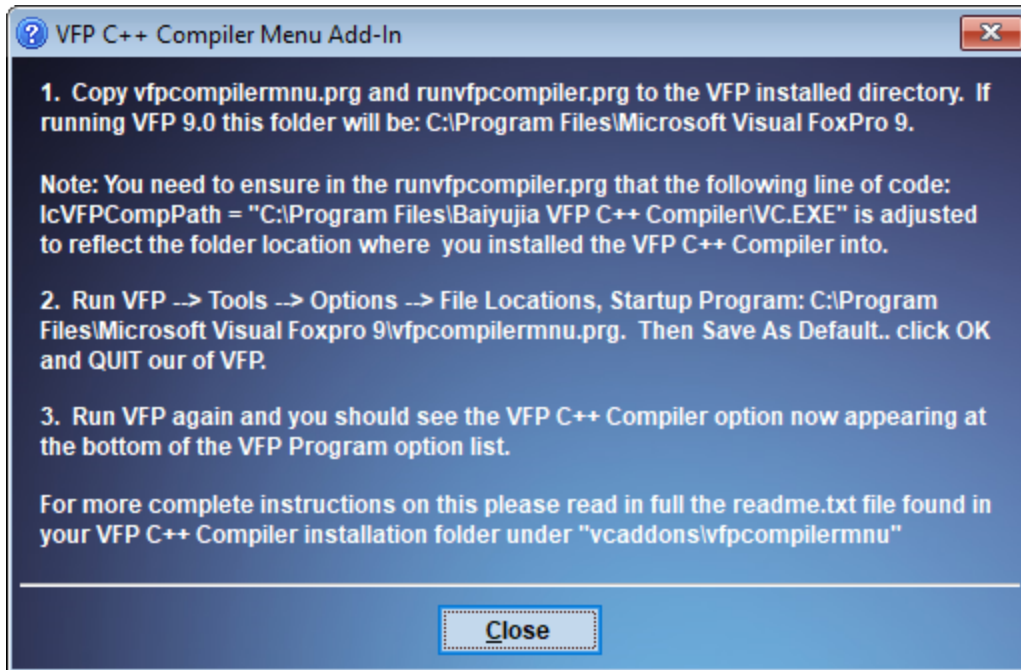 VFP C++ Compiler Menu Add-In
1. Copy vfpcompilermnu.prg and runvfpcompiler.prg to the VFP installed directory. If
running VFP 9.0 this folder will be: C:\Program Files\Microsoft Visual FoxPro 9.
Note: You need to ensure in the runvfpcompiler.prg that the following line of code:
lcVFPCompPath = "C:\Program Files\Baiyujia VFP C++ Compiler\VC.EXE" is adjusted
to reflect the folder location where you installed the VFP C++ Compiler into.
2. Run VFP --> Tools --> Options --> File Locations, Startup Program: C:\Program
Files\Microsoft Visual Foxpro 9\vfpcompilermnu.prg. Then Save As Default.. click OK
and QUIT our of VFP.
3. Run VFP again and you should see the VFP C++ Compiler option now appearing at
the bottom of the VFP Program option list.
For more complete instructions on this please read in full the readme.txt file found in
your VFP C++ Compiler installation folder under "vcaddons\vfpcompilermnu"
Close